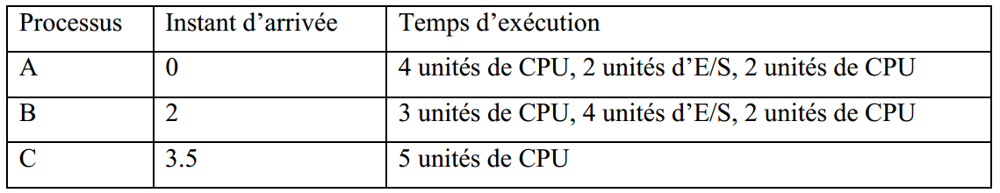 Processus Instant d’arrivée Temps d’exécution
A 0 4 unités de CPU, 2 unités d’E/S, 2 unités de CPU
B 2 3 unités de CPU, 4 unités d’E/S, 2 unités de CPU
C 3.5 5 unités de CPU